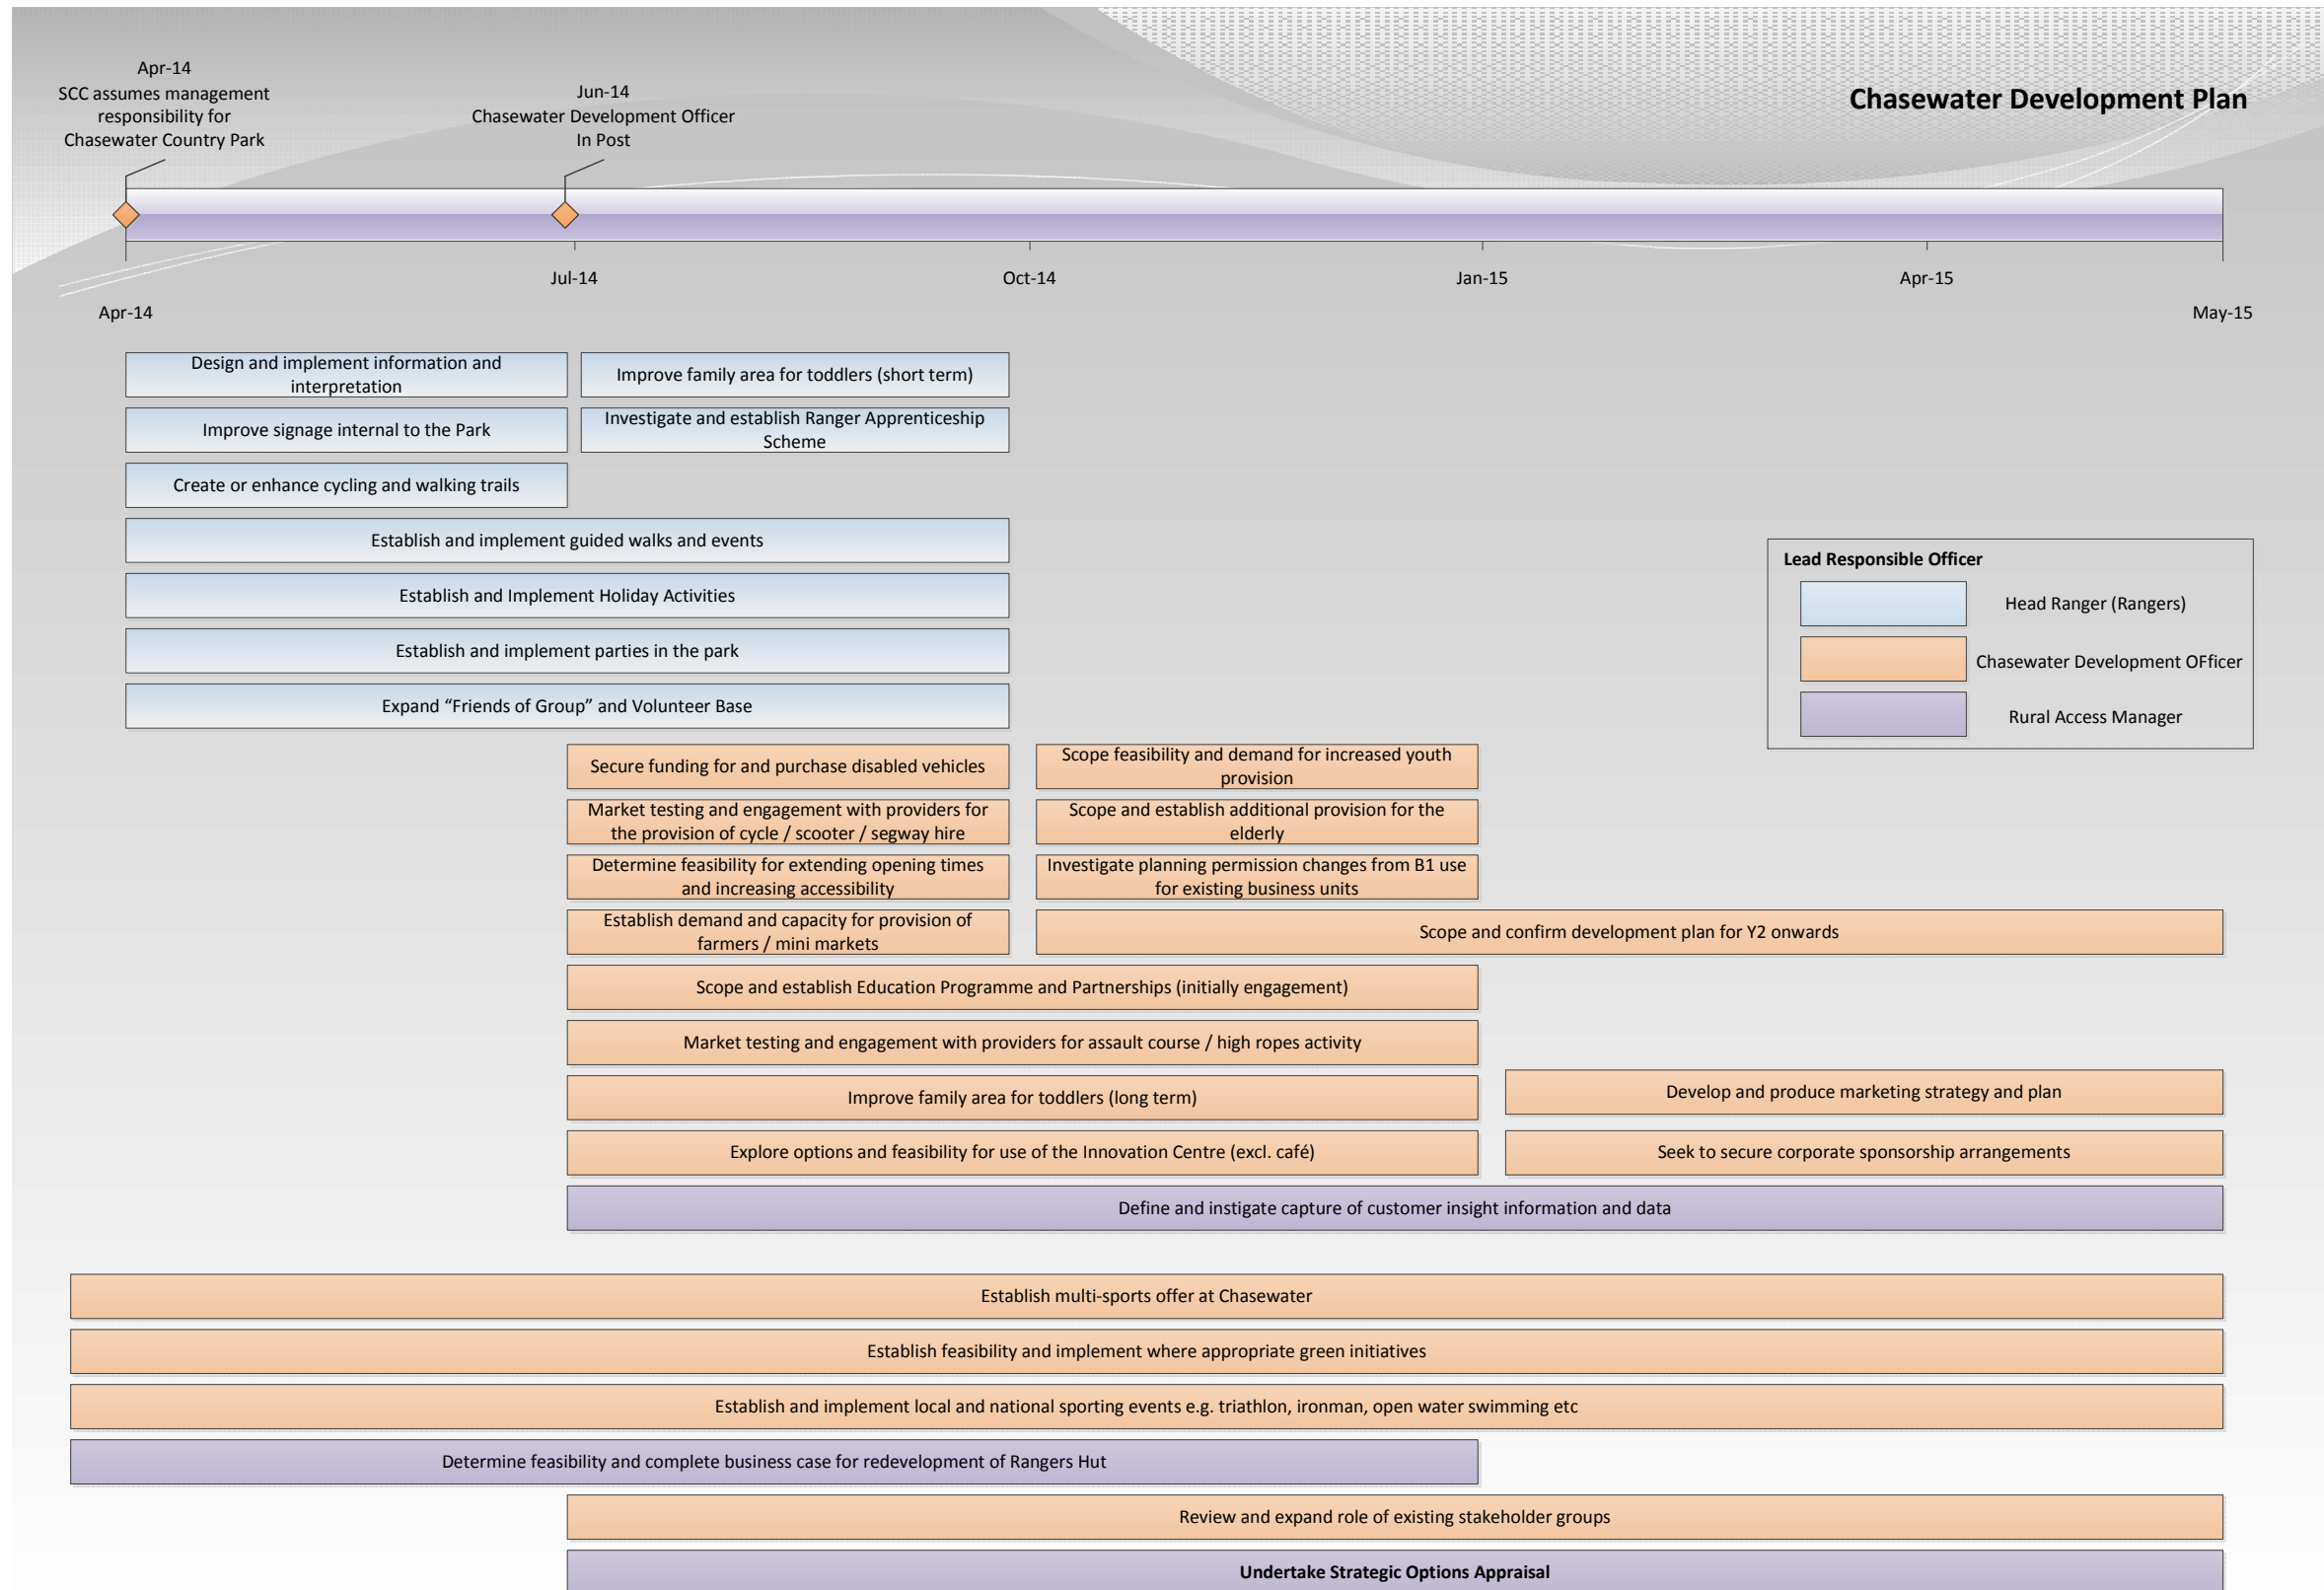 Chasewater Development Plan
Apr-14
SCC assumes management
responsibility for
Chasewater Country Park
Jun-14
Chasewater Development Officer
In Post
Jul-14
Oct-14
Jan-15
Apr-15
Apr-14
May-15
Design and implement information and
interpretation
Improve family area for toddlers (short term)
Improve signage internal to the Park
Investigate and establish Ranger Apprenticeship
Scheme
Create or enhance cycling and walking trails
Establish and implement guided walks and events
Establish and Implement Holiday Activities
Establish and implement parties in the park
Expand “Friends of Group” and Volunteer Base
Lead Responsible Officer
Head Ranger (Rangers)
Chasewater Development OFficer
Rural Access Manager
Secure funding for and purchase disabled vehicles
Scope feasibility and demand for increased youth
provision
Market testing and engagement with providers for
the provision of cycle / scooter / segway hire
Scope and establish additional provision for the
elderly
Determine feasibility for extending opening times
and increasing accessibility
Investigate planning permission changes from B1 use
for existing business units
Establish demand and capacity for provision of
farmers / mini markets
Scope and confirm development plan for Y2 onwards
Scope and establish Education Programme and Partnerships (initially engagement)
Market testing and engagement with providers for assault course / high ropes activity
Improve family area for toddlers (long term)
Develop and produce marketing strategy and plan
Explore options and feasibility for use of the Innovation Centre (excl. café)
Seek to secure corporate sponsorship arrangements
Define and instigate capture of customer insight information and data
Establish multi-sports offer at Chasewater
Establish feasibility and implement where appropriate green initiatives
Establish and implement local and national sporting events e.g. triathlon, ironman, open water swimming etc
Determine feasibility and complete business case for redevelopment of Rangers Hut
Review and expand role of existing stakeholder groups
Undertake Strategic Options Appraisal